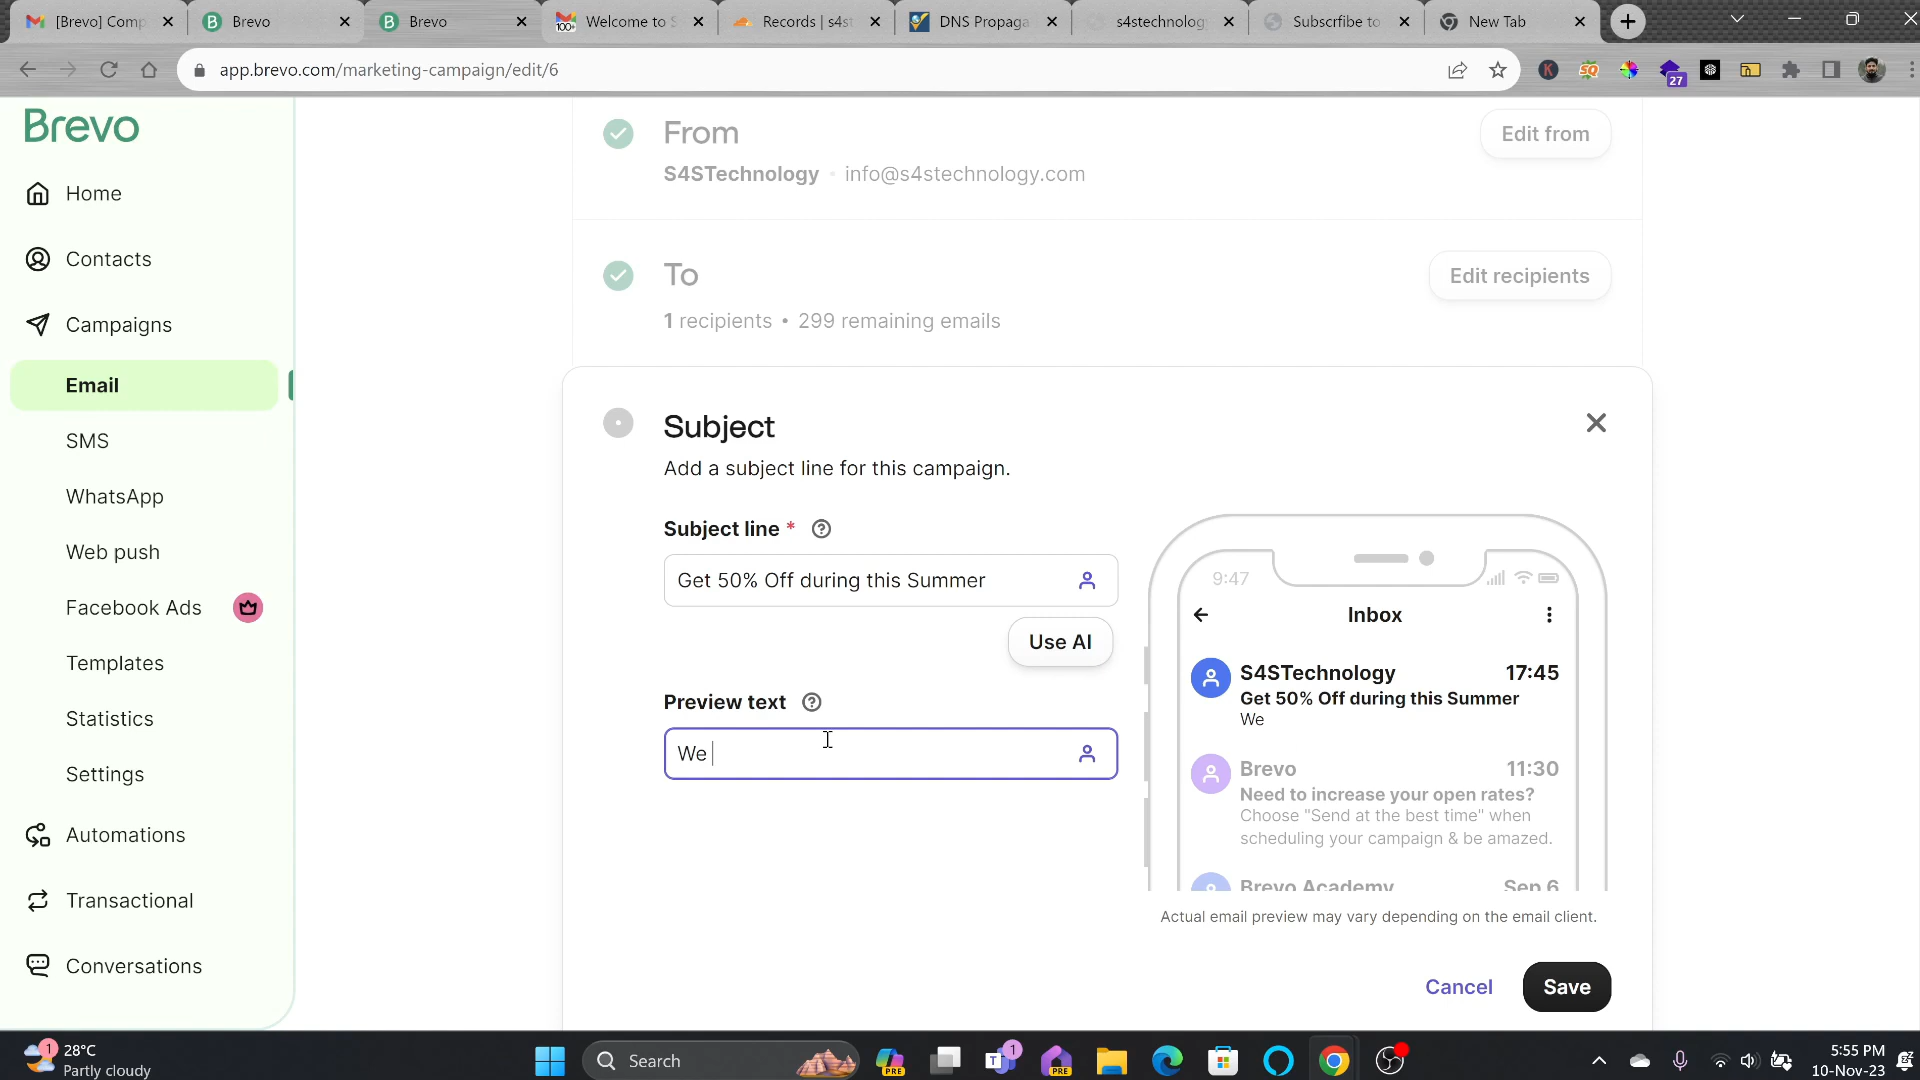 [Brevo] Comp
Brevo
Brevo
Welcome to S
Records | s4st
DNS Propaga
s4stechnolog
Subscrfibe to
New Tab
app.brevo.com/marketing-campaign/edit/6
27
Brevo
Home
Contacts
Campaigns
Email
SMS
WhatsApp
Web push
Facebook Ads
Templates
Statistics
Settings
Automations
Transactional
Conversations
From
Edit from
S4STechnology • info@s4stechnology.com
To
Edit recipients
1 recipients • 299 remaining emails
Subject
Add a subject line for this campaign.
Subject line *
Get 50% Off during this Summer
Use AI
Preview text
We
9:47
Inbox
S4STechnology 17:45
Get 50% Off during this Summer
We
Brevo 11:30
Need to increase your open rates?
Choose "Send at the best time" when
scheduling your campaign & be amazed.
Brevo Academy Sep 6
Actual email preview may vary depending on the email client.
Cancel
Save
1
28°C
Partly cloudy
Search
PRE
1
PRE
5:55 PM
10-Nov-23